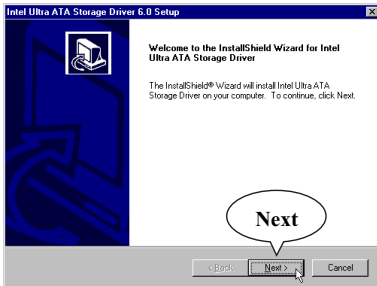 Intel Ultra ATA Storage Driver 6.0 Setup
Welcome to the InstallShield Wizard for Intel
Ultra ATA Storage Driver
The InstallShield® Wizard will install Intel Ultra ATA
Storage Driver on your computer. To continue, click Next.
Next
< Back Next > Cancel